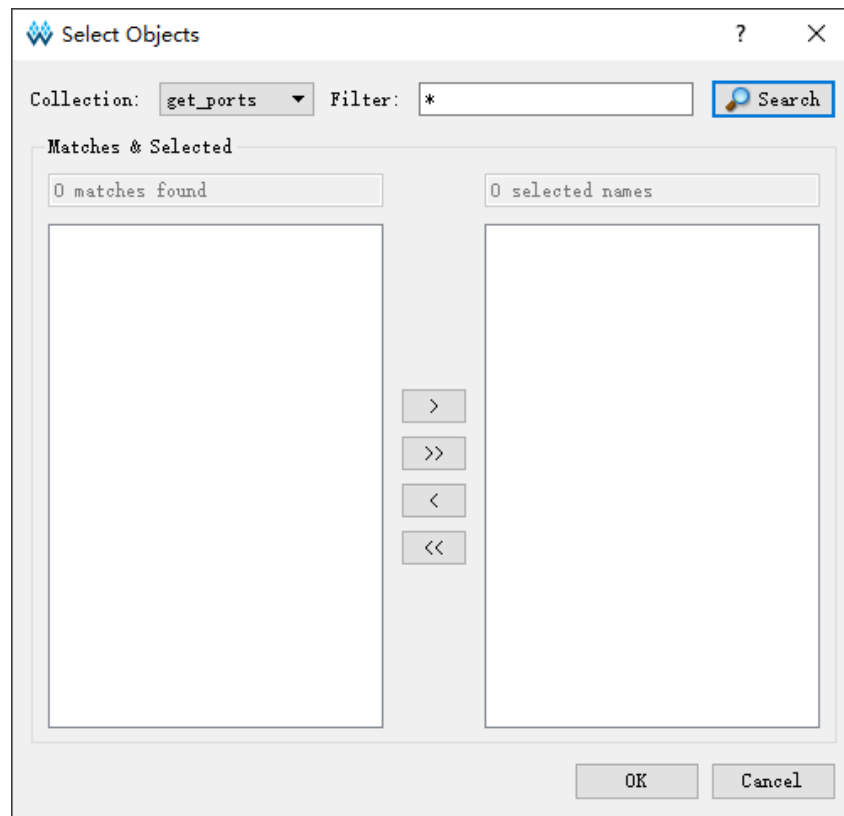 Select Objects
?
Collection: get_ports Filter: * Search
Matches & Selected
0 matches found
0 selected names
>
>>
<
<<
OK Cancel